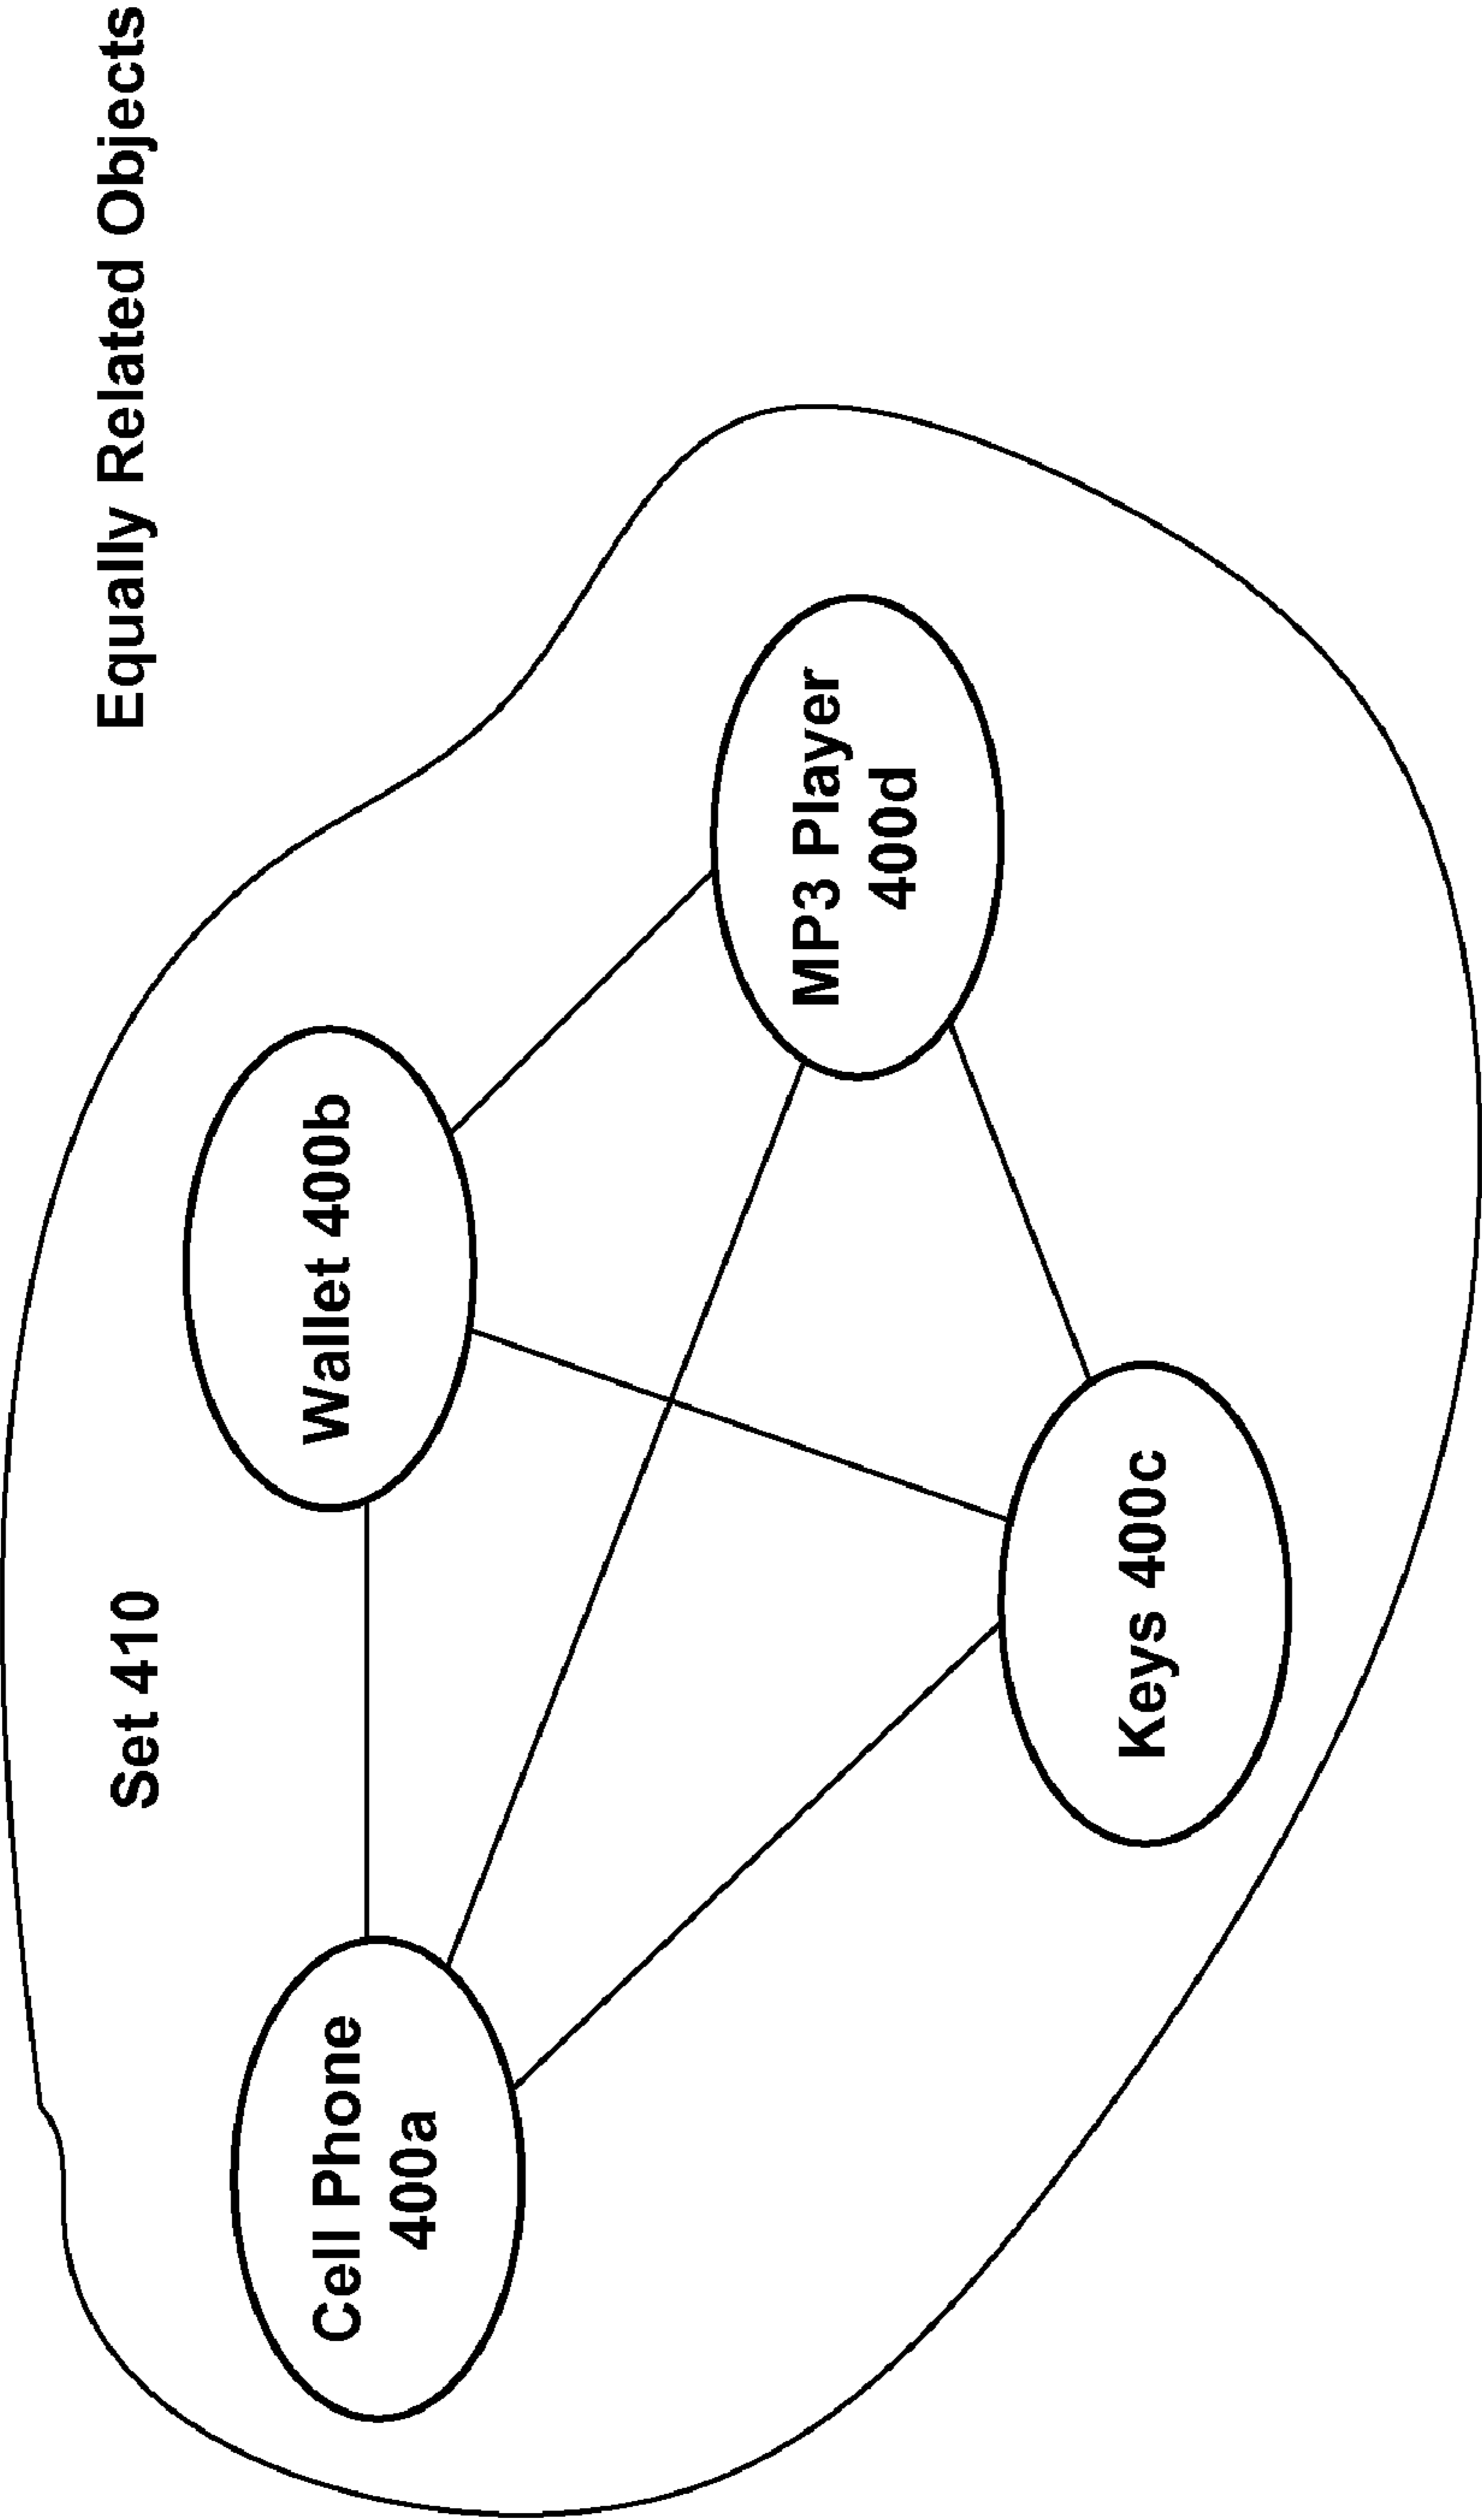 Equally Related Objects
Set 410
Wallet 400b
Cell Phone
400a
MP3 Player
400d
Keys 400c